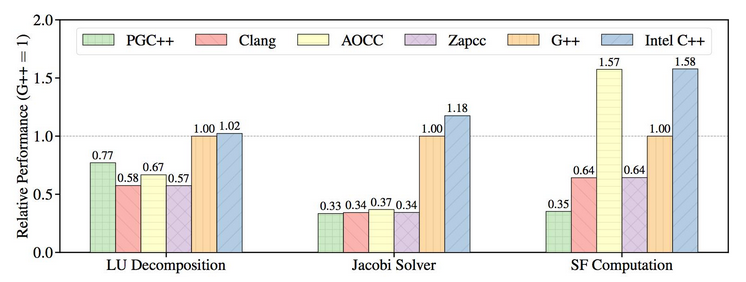 Relative Performance (G++ = 1)
2.0
1.5
1.0
0.5
0.0
PGC++ Clang AOCC Zapcc G++ Intel C++
0.77 0.58 0.67 0.57 1.00 1.02
0.33 0.34 0.37 0.34 1.00 1.18
0.35 0.64 1.57 0.64 1.00 1.58
LU Decomposition Jacobi Solver SF Computation